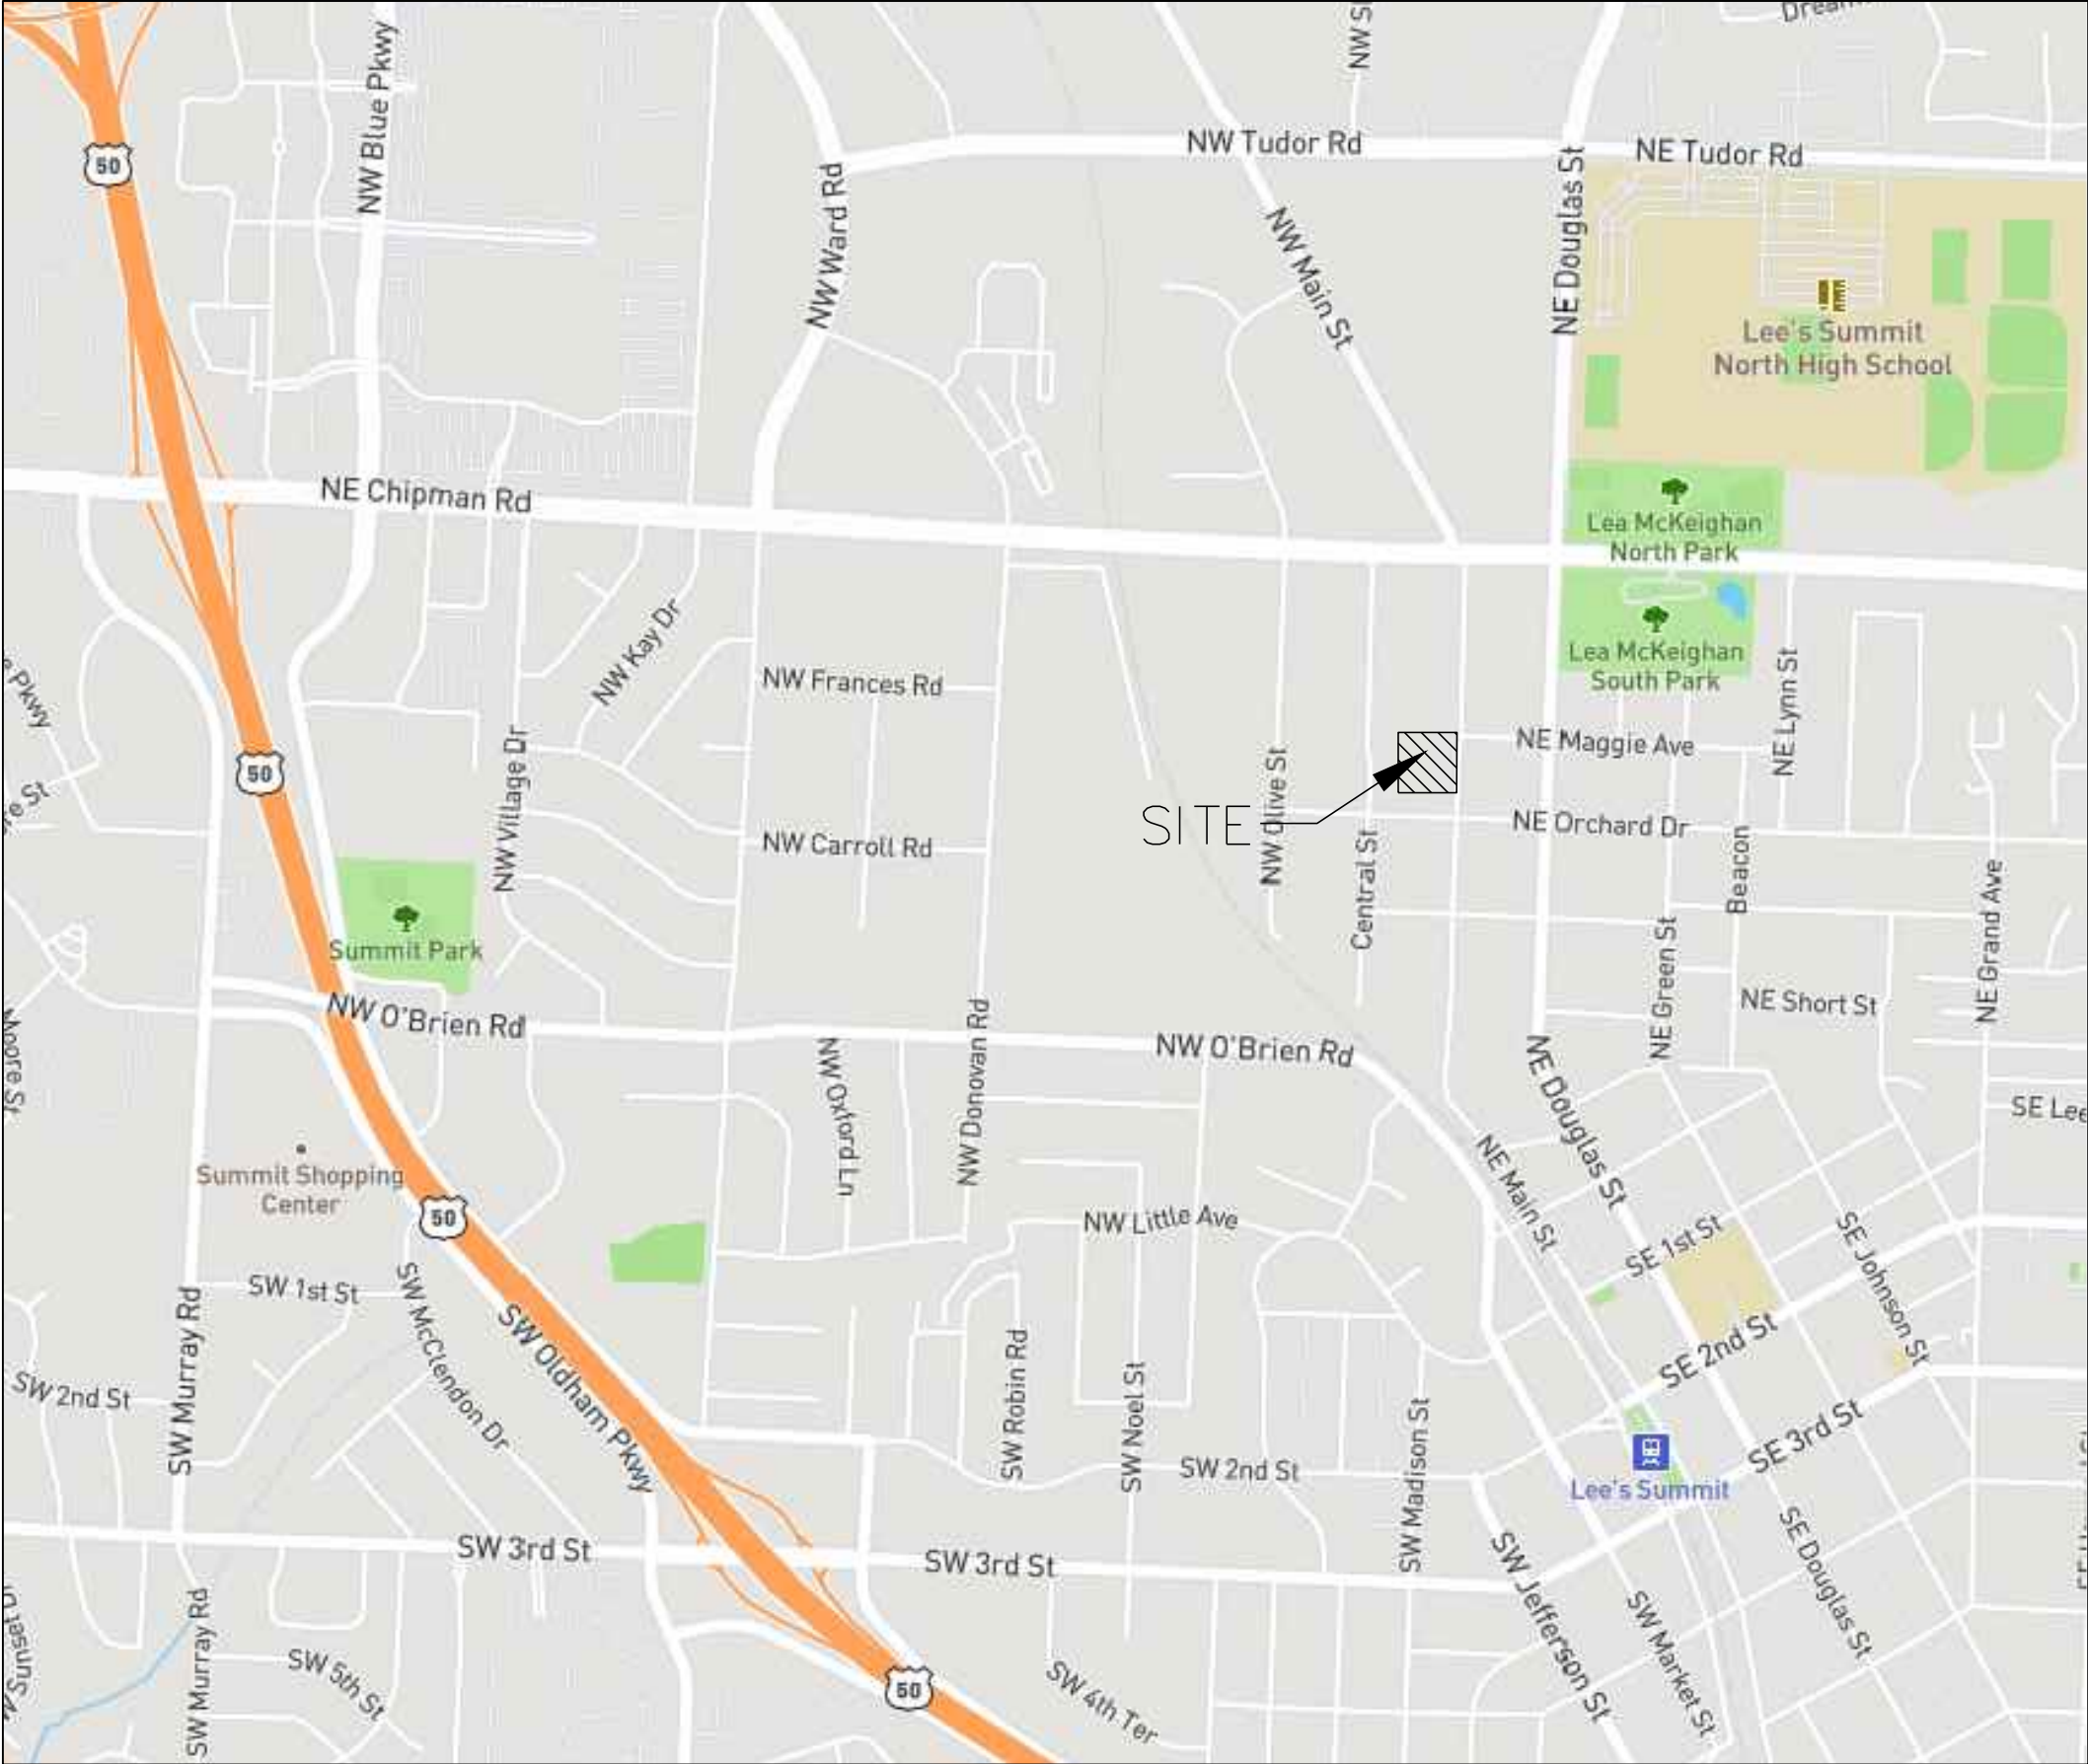 NW Blue Pkwy
50
NW Tudor Rd
NE Tudor Rd
NW Ward Rd
NW Main St
NE Douglas St
Lee's Summit
North High School
NE Chipman Rd
Lea McKeighan
North Park
Lea McKeighan
South Park
NW Kay Dr
NW Frances Rd
Pkwy
NE Lynn St
NE Maggie Ave
50
NW Village Dr
SITE
NW Olive St
NW Carroll Rd
NE Orchard Dr
Central St
Beacon
Summit Park
NE Green St
NE Grand Ave
NE Short St
NW O'Brien Rd
NW O'Brien Rd
Moore St
NW Oxford Ln
NW Donovan Rd
NE Douglas St
SE Lee
Summit Shopping
Center
50
NW Little Ave
NE Main St
SE 1st St
SE Johnson St
SW 1st St
SW McClendon Dr
SW Oldham Pkwy
SW Murray Rd
SW 2nd St
SW Robin Rd
SW Noel St
SW 2nd St
SW Madison St
SE 2nd St
SE 3rd St
Lee's Summit
SW 3rd St
SW 3rd St
SW Jefferson St
SW Market St
SE Douglas St
Sunset Dr
SW Murray Rd
SW 5th St
50
SW 4th Ter